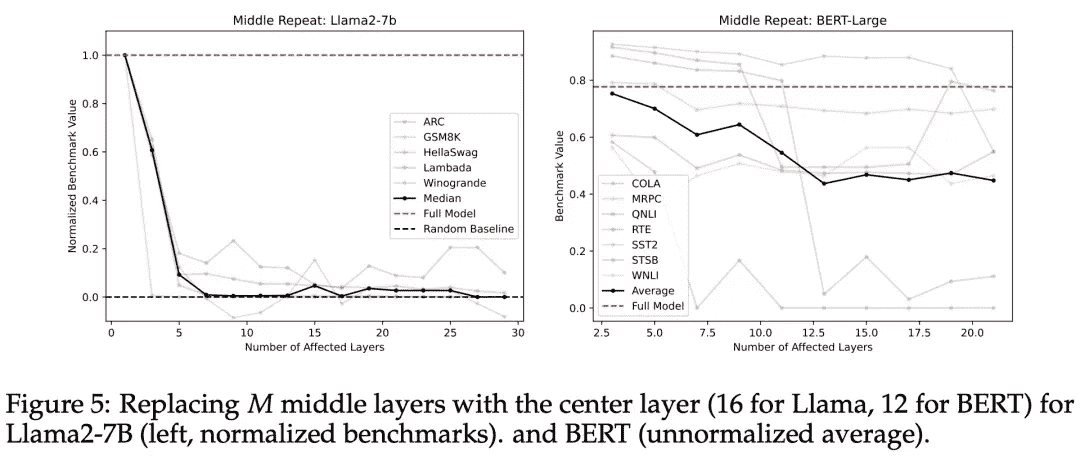 Middle Repeat: Llama2-7b
Normalized Benchmark Value
1.0
0.8
0.6
0.4
0.2
0.0
ARC
GSM8K
HellaSwag
Lambada
Winogrande
Median
Full Model
Random Baseline
0 5 10 15 20 25 30
Number of Affected Layers
Middle Repeat: BERT-Large
Benchmark Value
0.8
0.6
0.4
0.2
0.0
COLA
MRPC
QNLI
RTE
SST2
STSB
WNLI
Average
Full Model
2.5 5.0 7.5 10.0 12.5 15.0 17.5 20.0
Number of Affected Layers
Figure 5: Replacing M middle layers with the center layer (16 for Llama, 12 for BERT) for
Llama2-7B (left, normalized benchmarks). and BERT (unnormalized average).